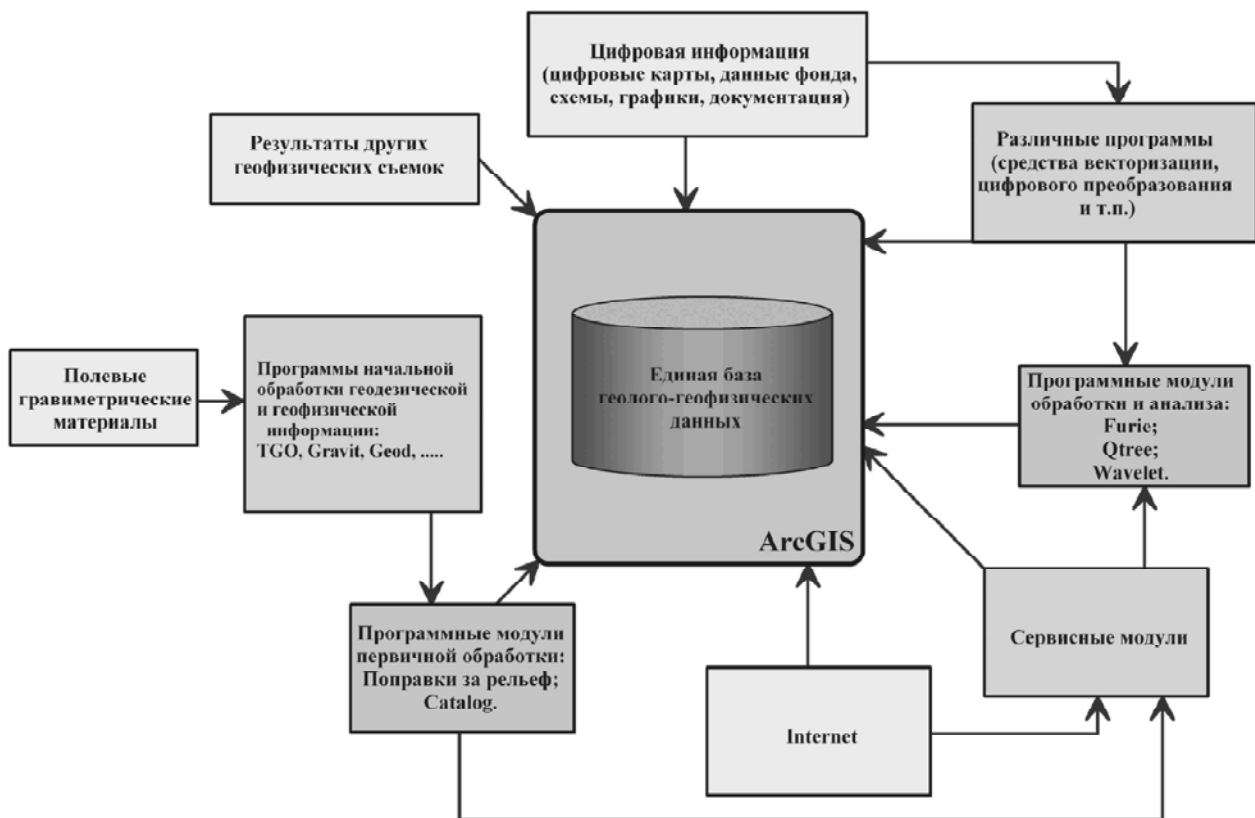 Цифровая информация
(цифровые карты, данные фонда,
схемы, графики, документация)
Результаты других
геофизических съемок
Различные программы
(средства векторизации,
цифрового преобразования
и т.п.)
Полевые
гравиметрические
материалы
Программы начальной
обработки геодезической
и геофизической
информации:
TGO, Gravit, Geod, .....
Единая база
геолого-геофизических
данных
ArcGIS
Программные модули
обработки и анализа:
Furie;
Qtree;
Wavelet.
Программные модули
первичной обработки:
Поправки за рельеф;
Catalog.
Internet
Сервисные модули